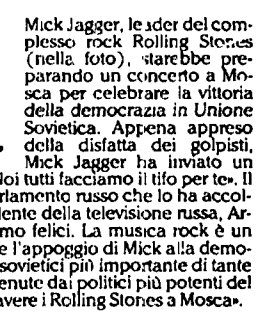 Mick Jagger, leader del com-
plesso rock Rolling Stones
(nella foto), starebbe pre-
parando un concerto a Mo-
sca per celebrare la vittoria
della democrazia in Unione
Sovietica. Appena appreso
della disfatta dei golpisti,
Mick Jagger ha inviato un
Noi tutti facciamo il tifo per te». Il
rlamento russo che lo ha accol-
dente della televisione russa, Ar-
mo felici. La musica rock è un
e l'appoggio di Mick alla demo-
sovietici più importante di tante
enute dai politici più potenti del
avere i Rolling Stones a Mosca».